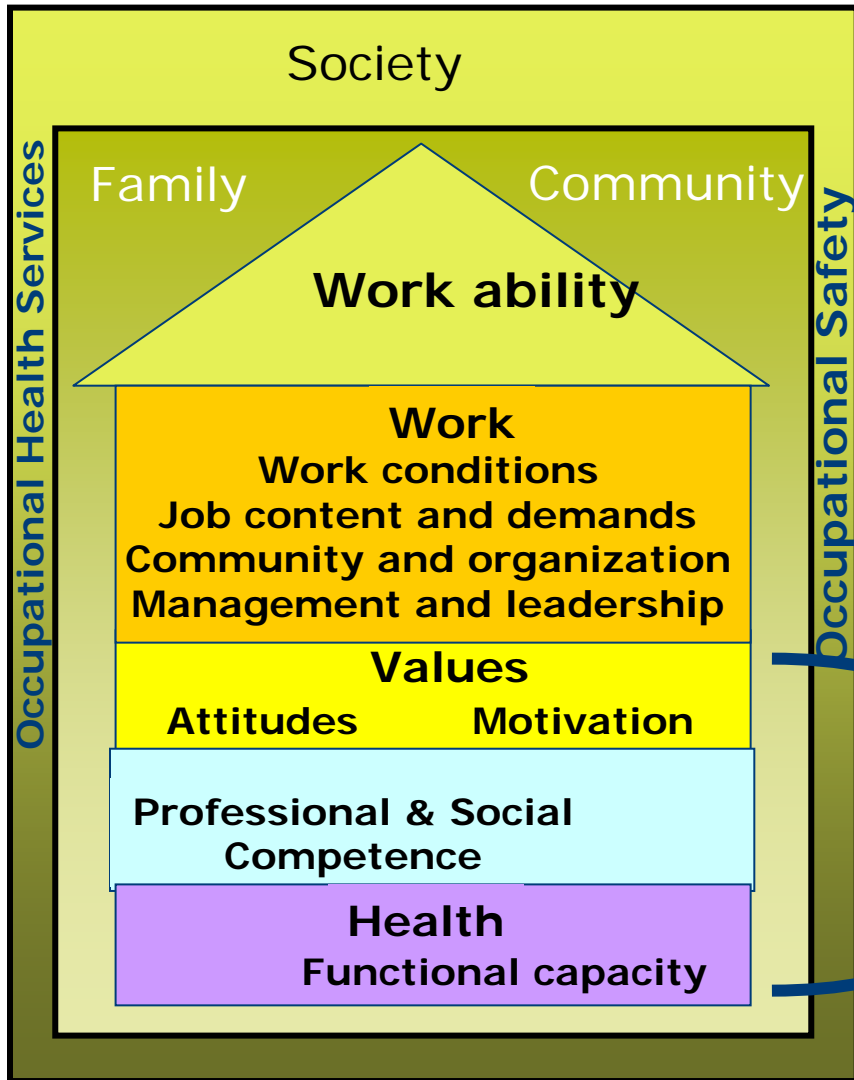 Society
Family
Community
Occupational Health Services
Occupational Safety
Work ability
Work
Work conditions
Job content and demands
Community and organization
Management and leadership
Values
Attitudes Motivation
Professional & Social
Competence
Health
Functional capacity